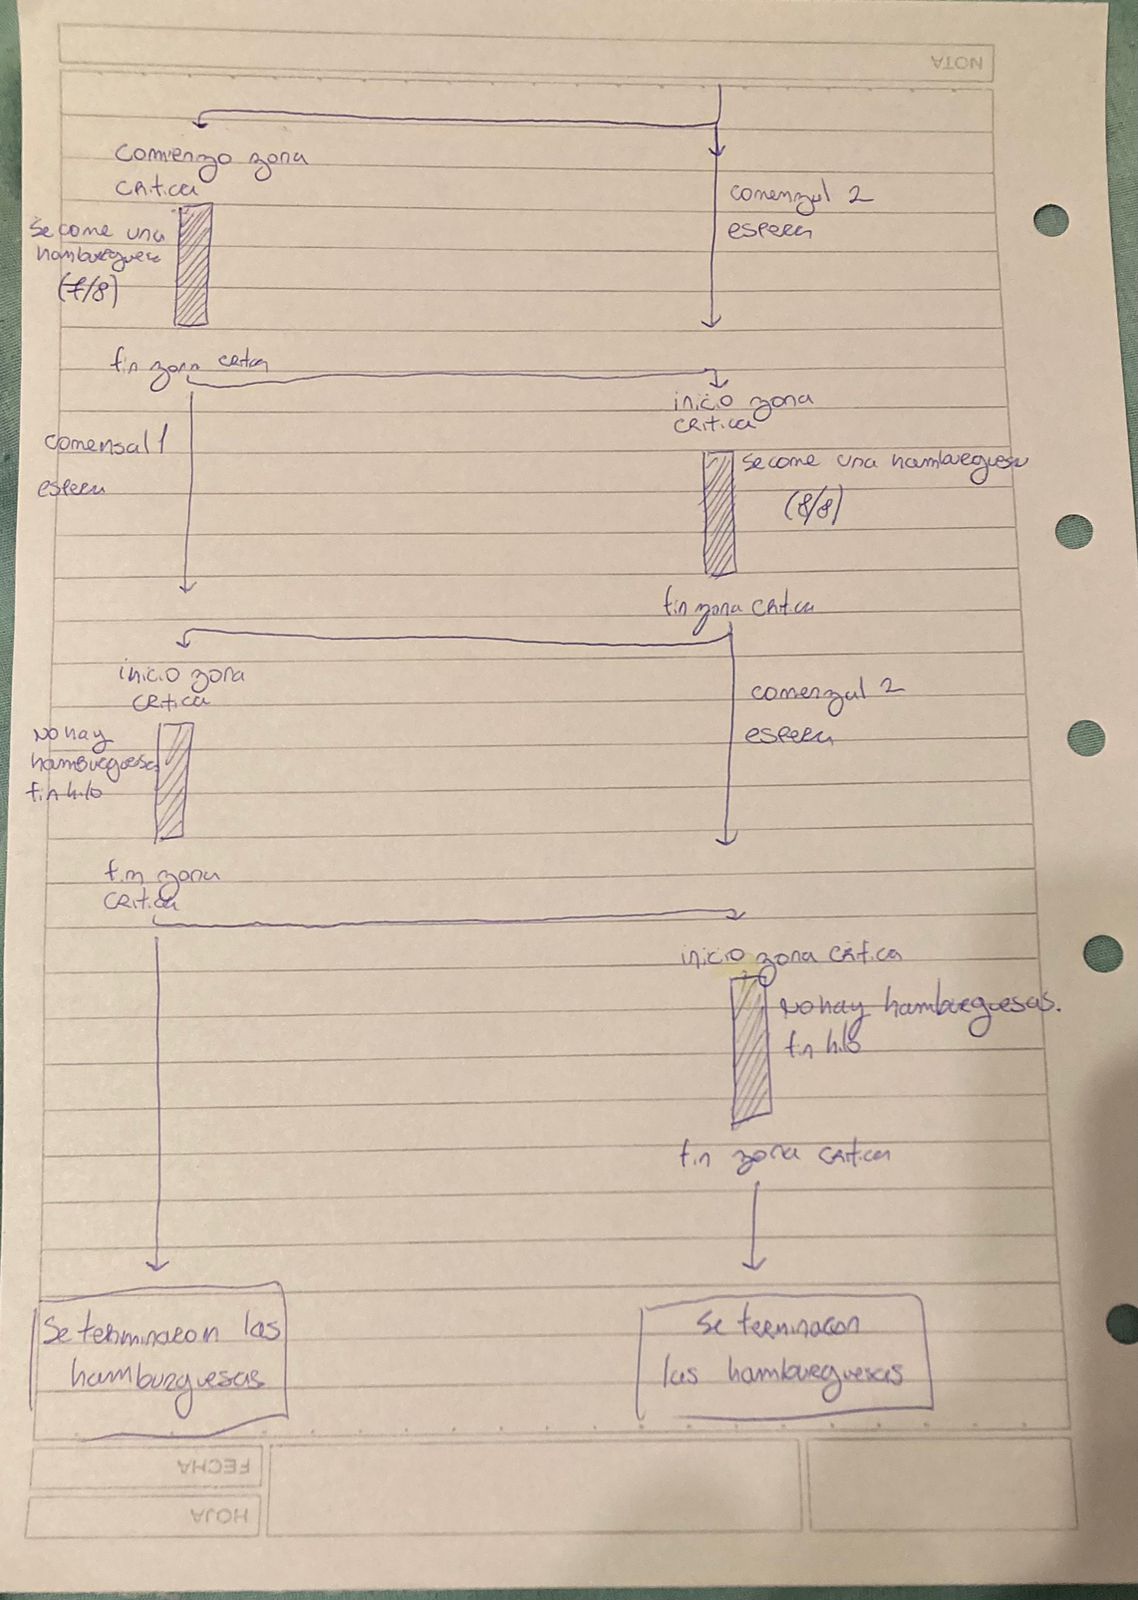 NOTA
comienzo zona
critica
comenzal 2
espera
se come una
hamburguesa
(7/8)
fin zona critica
inicio zona
critica
comensal 1
espera
se come una hamburguesa
(8/8)
fin zona critica
inicio zona
critica
comenzal 2
espera
No hay
hamburguesas
fin hilo
fin zona
critica
inicio zona critica
No hay hamburguesas.
fin hilo
fin zona critica
Se terminaron las
hamburguesas
Se terminaron
las hamburguesas
FECHA
HOJA